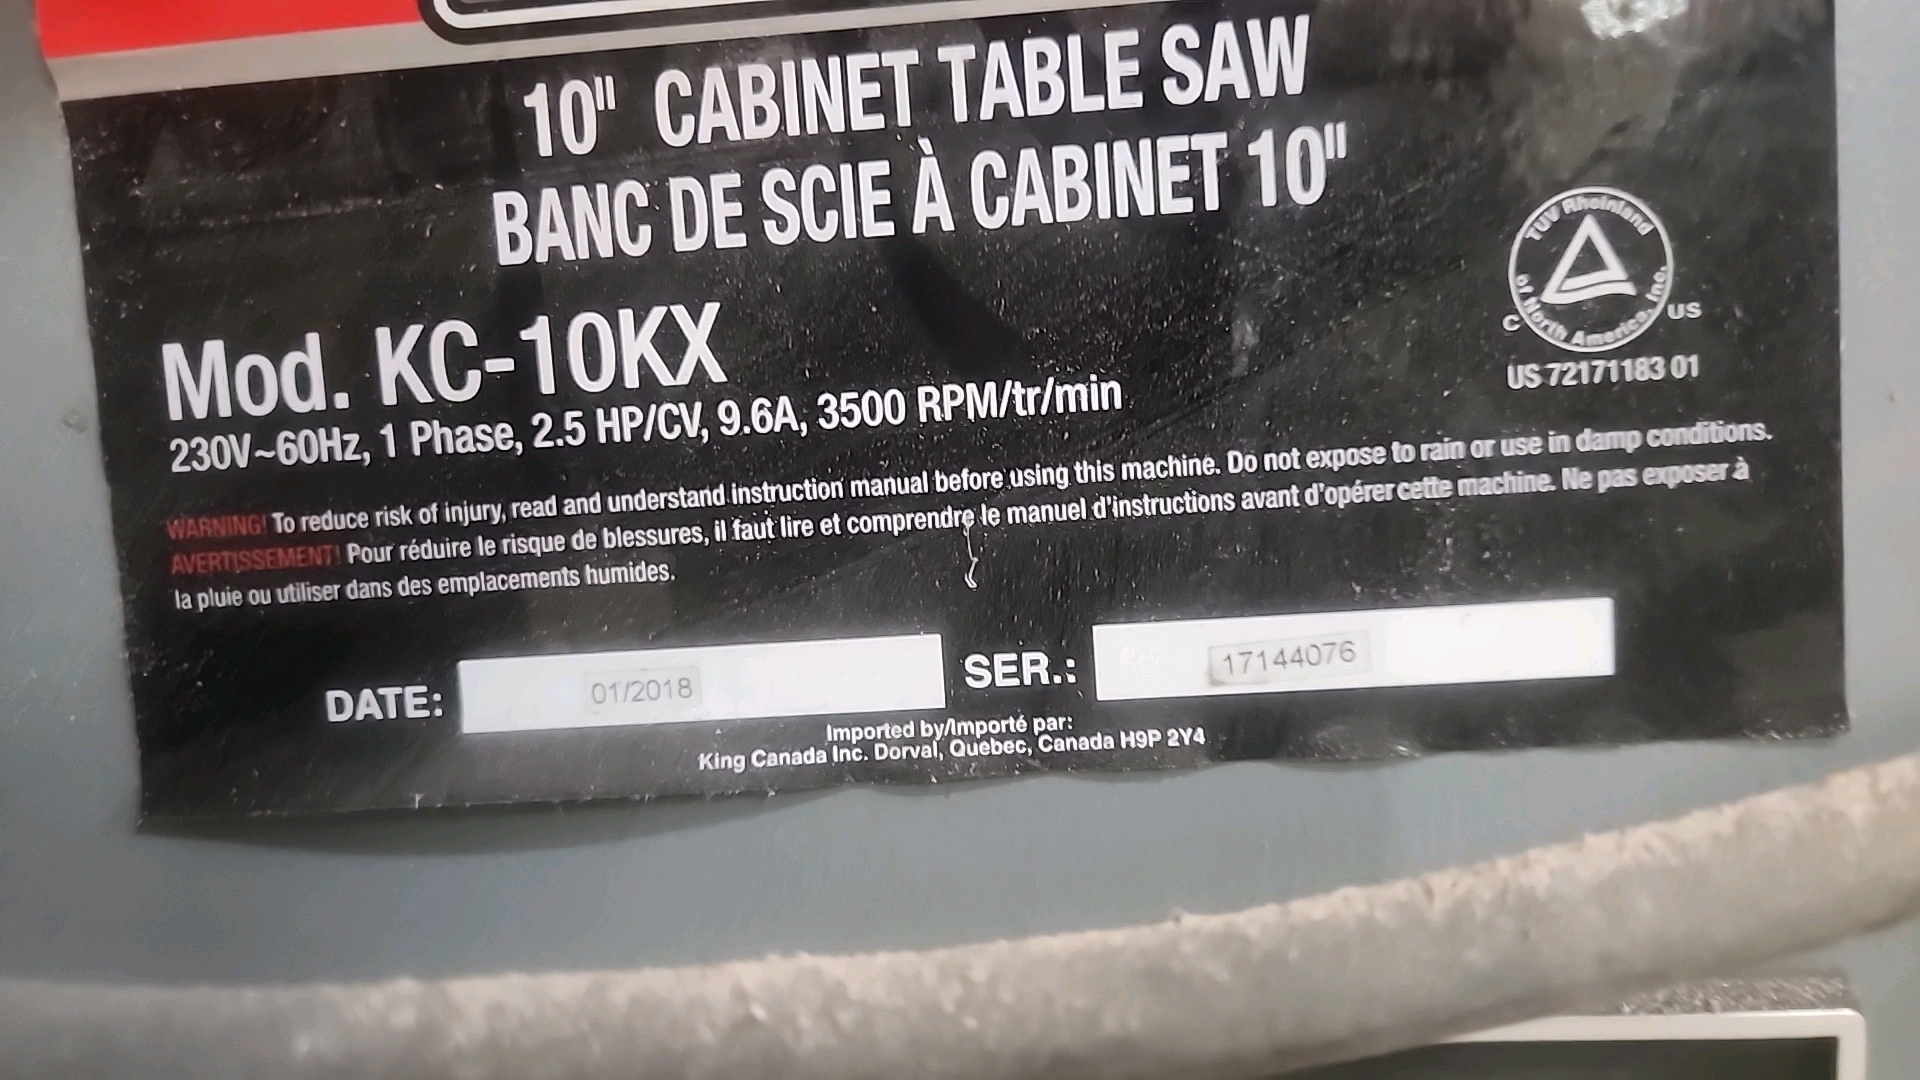 10" CABINET TABLE SAW
BANC DE SCIE À CABINET 10"
Mod. KC-10KX
230V~60Hz, 1 Phase, 2.5 HP/CV, 9.6A, 3500 RPM/tr/min
TUV Rheinland
of North America, Inc.
C US
US 72171183 01
WARNING! To reduce risk of injury, read and understand instruction manual before using this machine. Do not expose to rain or use in damp conditions.
AVERTISSEMENT! Pour réduire le risque de blessures, il faut lire et comprendre le manuel d'instructions avant d'opérer cette machine. Ne pas exposer à
la pluie ou utiliser dans des emplacements humides.
DATE: 01/2018 SER.: 17144076
Imported by/Importé par:
King Canada Inc. Dorval, Quebec, Canada H9P 2Y4